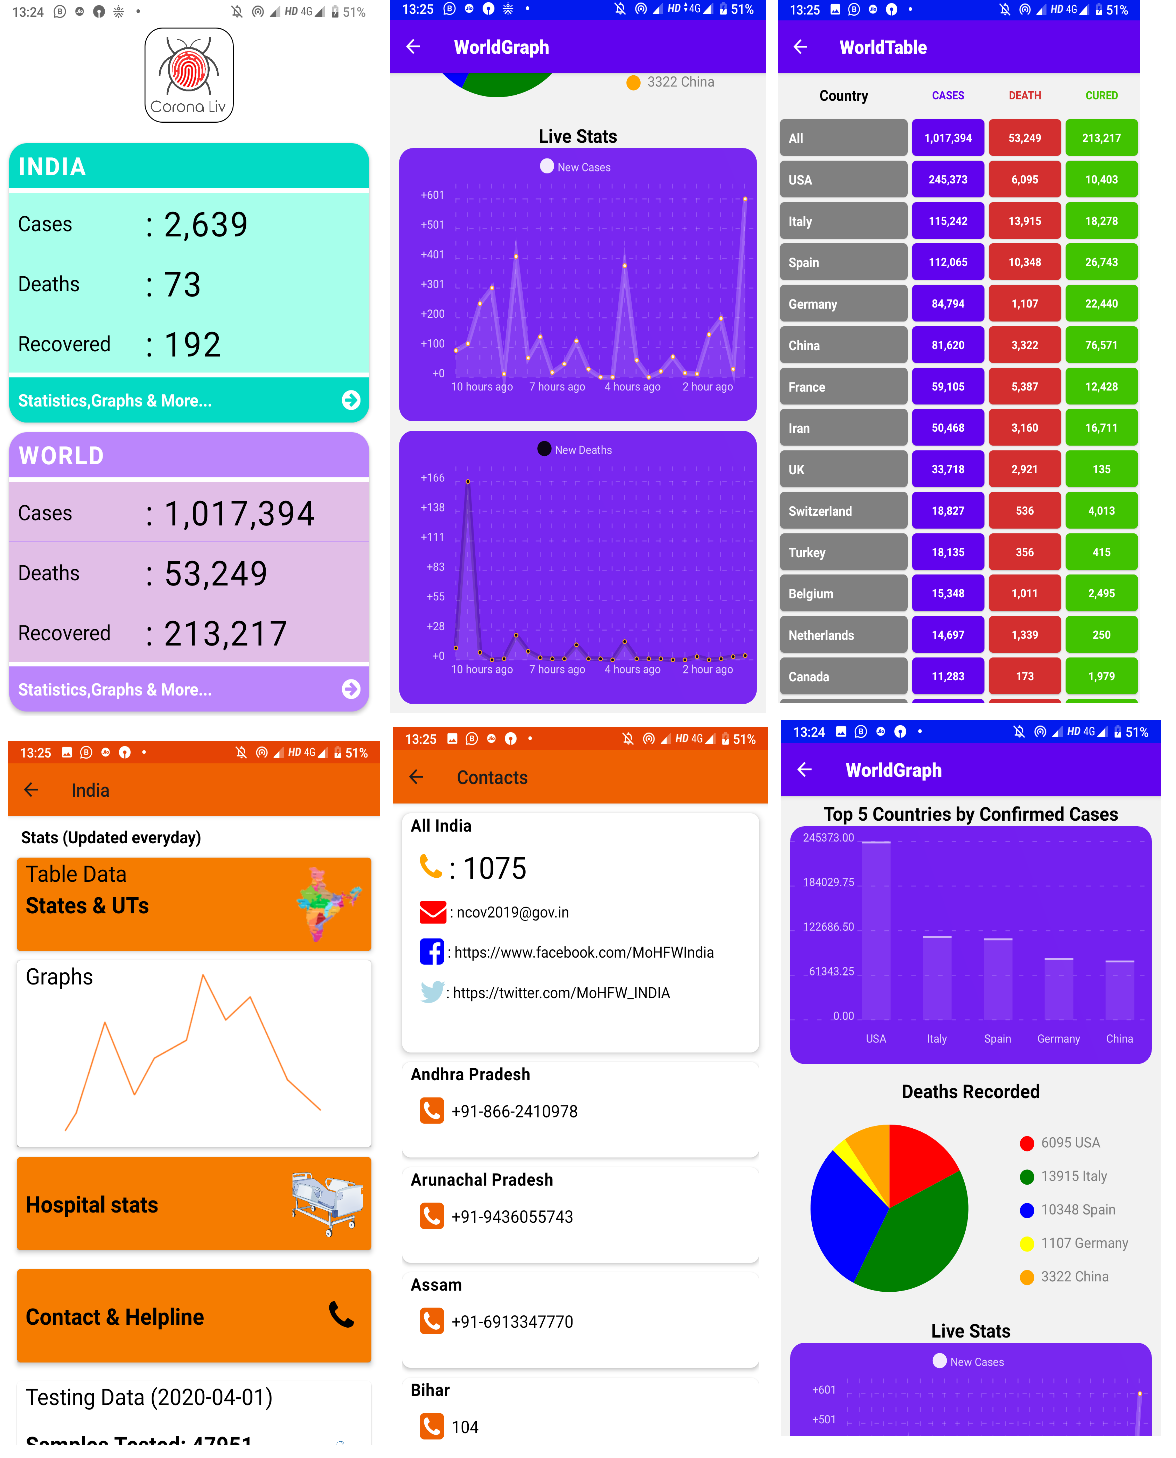 13:24 HD 4G 51%
Corona Liv
INDIA
Cases : 2,639
Deaths : 73
Recovered : 192
Statistics,Graphs & More...
WORLD
Cases : 1,017,394
Deaths : 53,249
Recovered : 213,217
Statistics,Graphs & More...
13:25 HD 4G 51%
WorldGraph
3322 China
Live Stats
New Cases
+601
+501
+401
+301
+200
+100
+0
10 hours ago 7 hours ago 4 hours ago 2 hour ago
New Deaths
+166
+138
+111
+83
+55
+28
+0
10 hours ago 7 hours ago 4 hours ago 2 hour ago
13:25 HD 4G 51%
WorldTable
Country CASES DEATH CURED
All 1,017,394 53,249 213,217
USA 245,373 6,095 10,403
Italy 115,242 13,915 18,278
Spain 112,065 10,348 26,743
Germany 84,794 1,107 22,440
China 81,620 3,322 76,571
France 59,105 5,387 12,428
Iran 50,468 3,160 16,711
UK 33,718 2,921 135
Switzerland 18,827 536 4,013
Turkey 18,135 356 415
Belgium 15,348 1,011 2,495
Netherlands 14,697 1,339 250
Canada 11,283 173 1,979
13:25 HD 4G 51%
India
Stats (Updated everyday)
Table Data
States & UTs
Graphs
Hospital stats
Contact & Helpline
Testing Data (2020-04-01)
Samples Tested: 47951
13:25 HD 4G 51%
Contacts
All India
: 1075
: ncov2019@gov.in
: https://www.facebook.com/MoHFWIndia
: https://twitter.com/MoHFW_INDIA
Andhra Pradesh
+91-866-2410978
Arunachal Pradesh
+91-9436055743
Assam
+91-6913347770
Bihar
104
13:24 HD 4G 51%
WorldGraph
Top 5 Countries by Confirmed Cases
245373.00
184029.75
122686.50
61343.25
0.00
USA Italy Spain Germany China
Deaths Recorded
6095 USA
13915 Italy
10348 Spain
1107 Germany
3322 China
Live Stats
New Cases
+601
+501